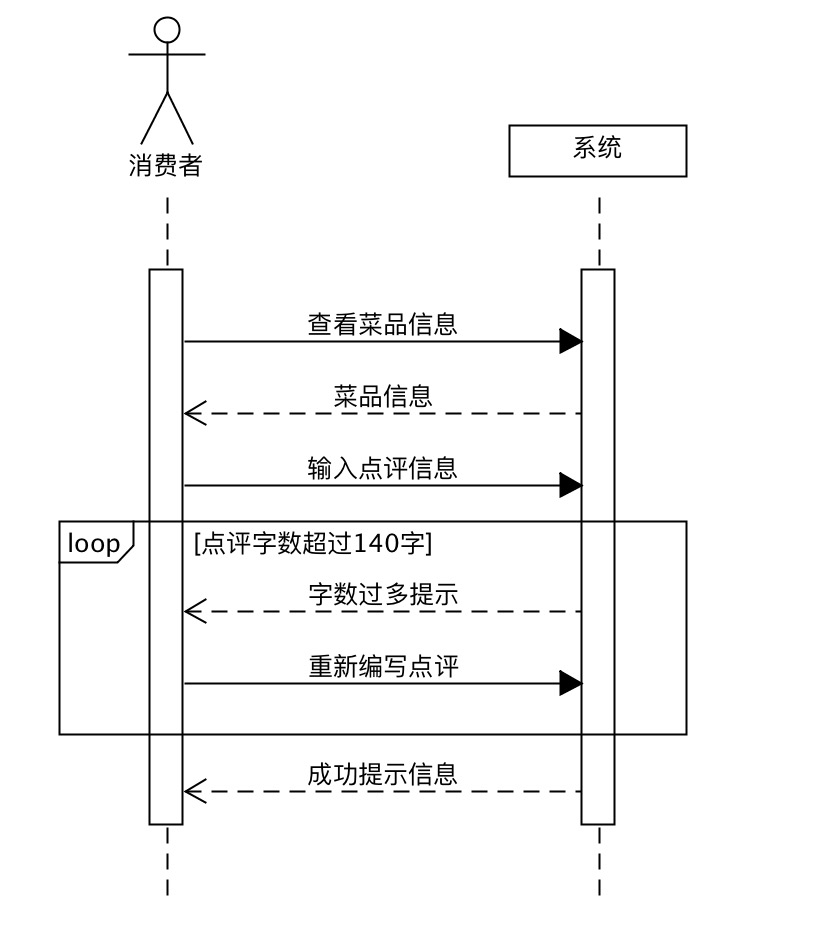 消费者
系统
查看菜品信息
菜品信息
输入点评信息
loop
[点评字数超过140字]
字数过多提示
重新编写点评
成功提示信息